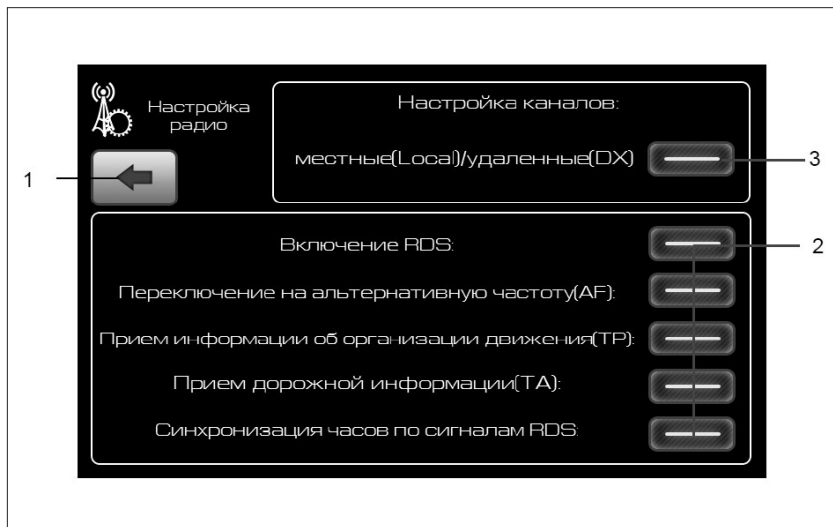 Настройка
радио
Настройка каналов:
местные(Local)/удаленные(DX)
3
1
Включение RDS:
2
Переключение на альтернативную частоту(AF):
Прием информации об организации движения(TP):
Прием дорожной информации(TA):
Синхронизация часов по сигналам RDS: